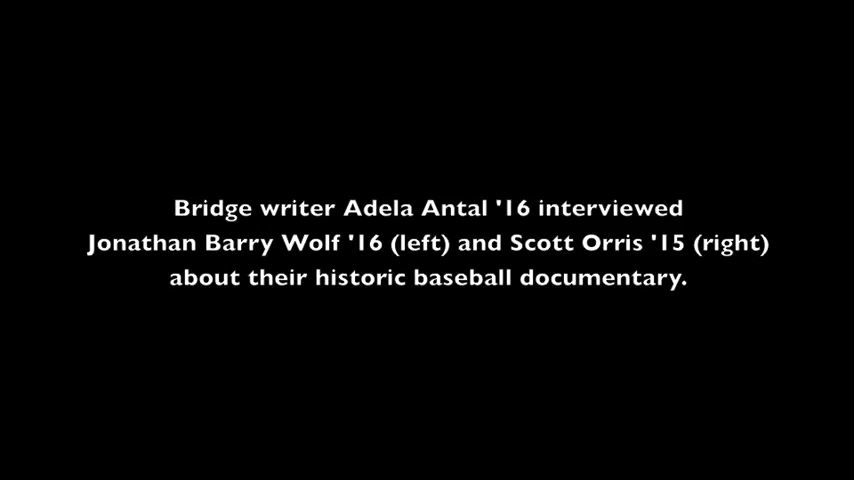 Bridge writer Adela Antal '16 interviewed
Jonathan Barry Wolf '16 (left) and Scott Orris '15 (right)
about their historic baseball documentary.